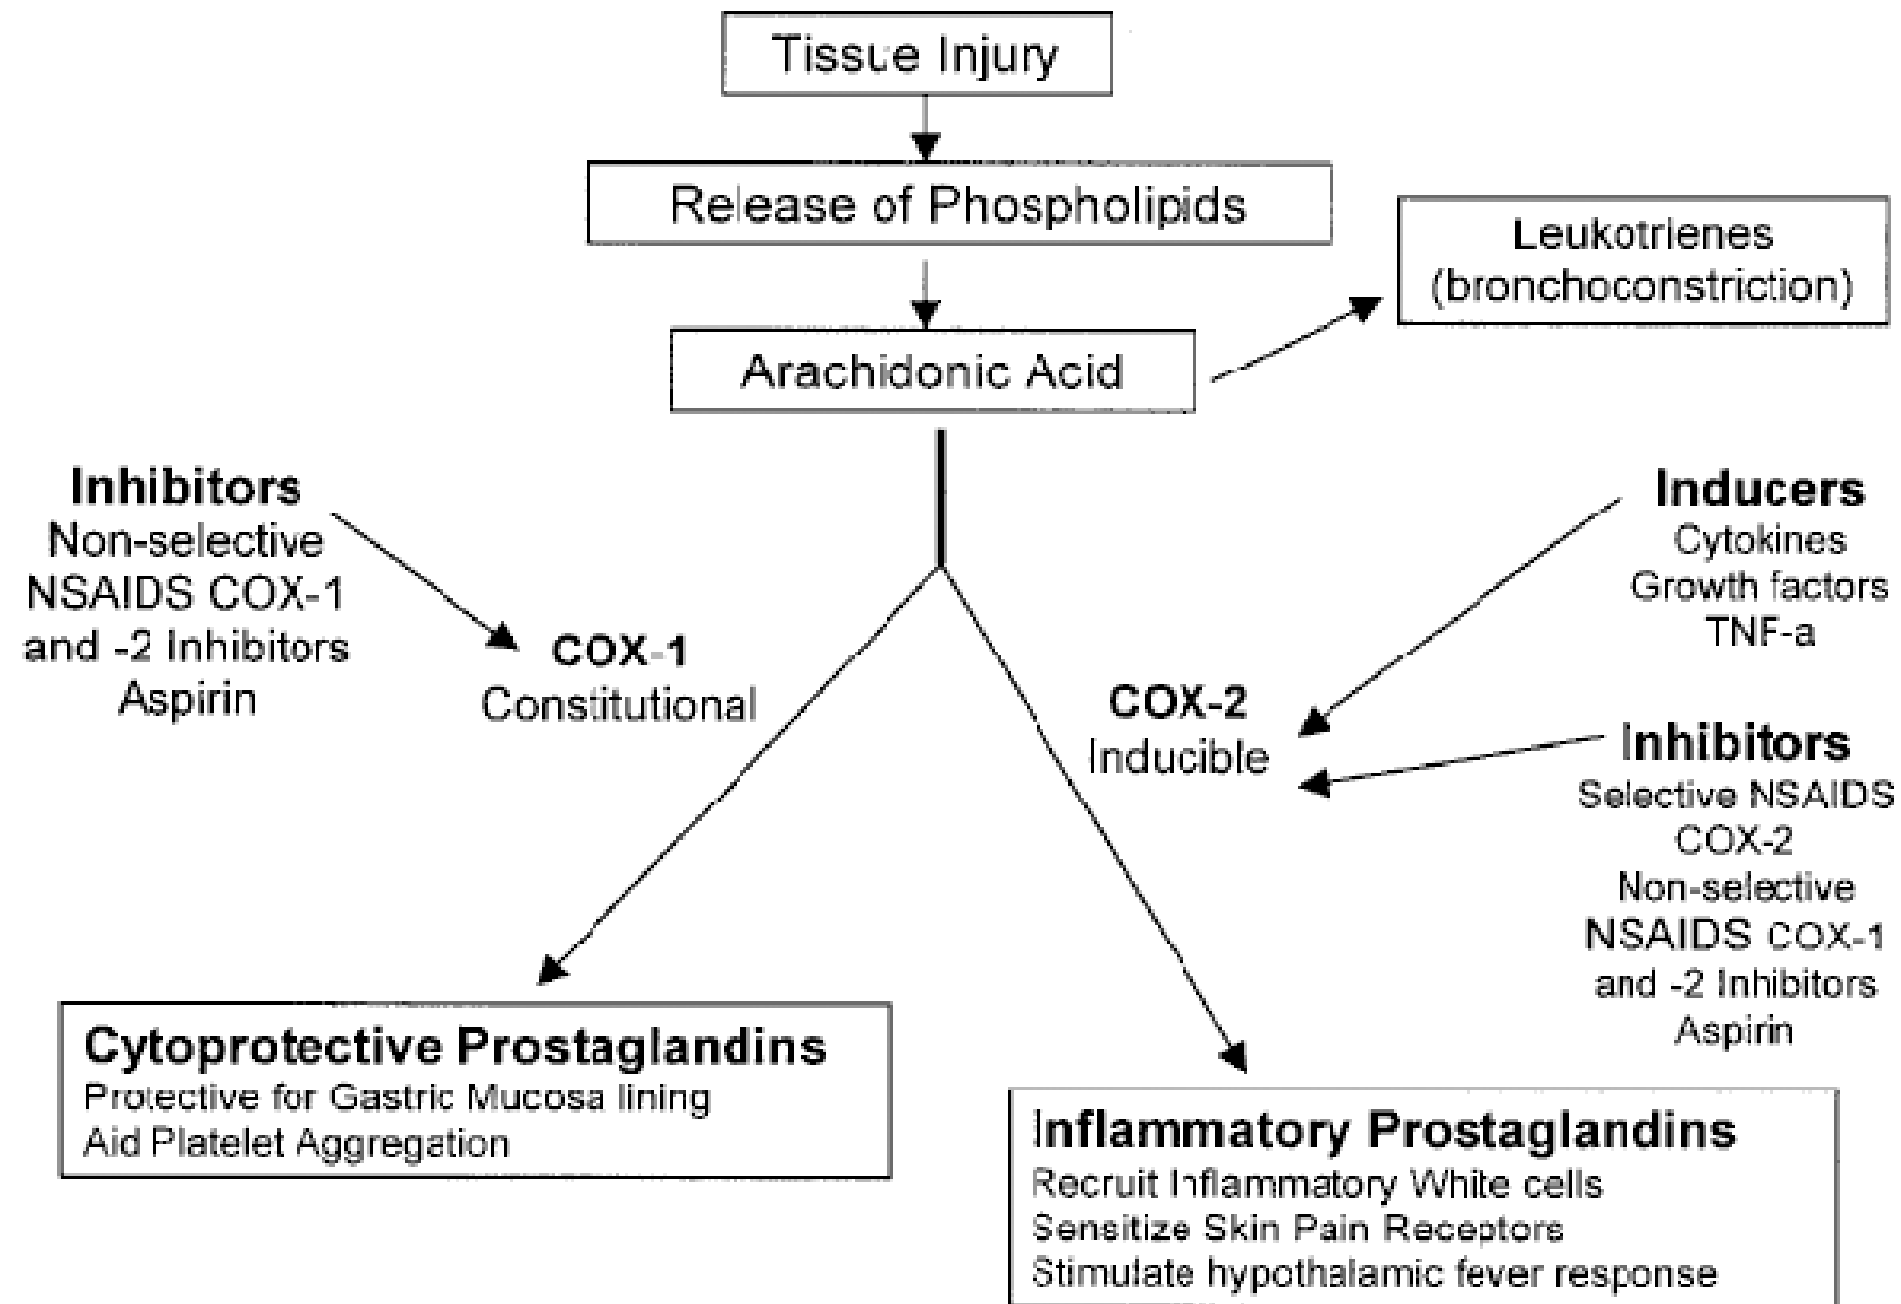 Tissue Injury
Release of Phospholipids
Leukotrienes
(bronchoconstriction)
Arachidonic Acid
Inhibitors
Non-selective
NSAIDS COX-1
and -2 Inhibitors
Aspirin
COX-1
Constitutional
Inducers
Cytokines
Growth factors
TNF-a
COX-2
Inducible
Inhibitors
Selective NSAIDS
COX-2
Non-selective
NSAIDS COX-1
and -2 Inhibitors
Aspirin
Cytoprotective Prostaglandins
Protective for Gastric Mucosa lining
Aid Platelet Aggregation
Inflammatory Prostaglandins
Recruit Inflammatory White cells
Sensitize Skin Pain Receptors
Stimulate hypothalamic fever response